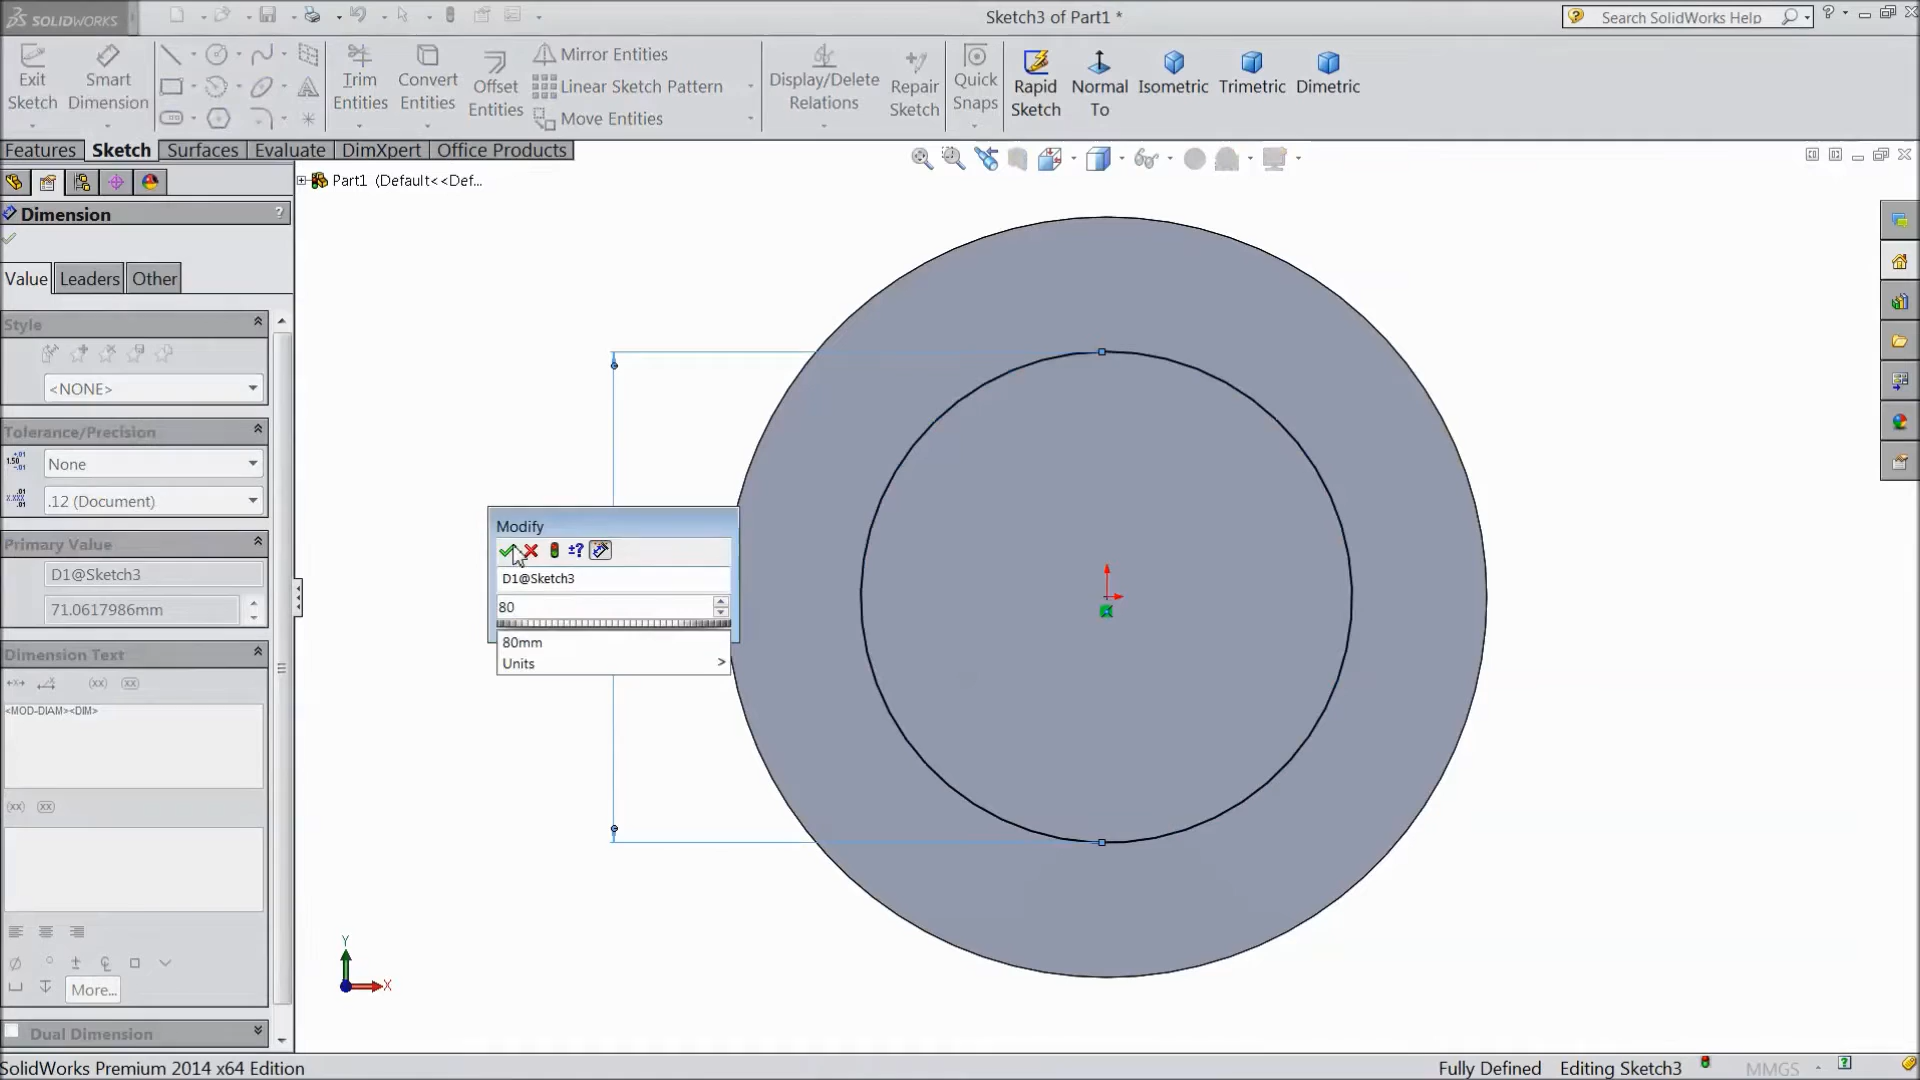 SOLIDWORKS
Sketch3 of Part1 *
Search SolidWorks Help
Exit Sketch
Smart Dimension
Trim Entities
Convert Entities
Offset Entities
Mirror Entities
Linear Sketch Pattern
Move Entities
Display/Delete Relations
Repair Sketch
Quick Snaps
Rapid Sketch
Normal To
Isometric
Trimetric
Dimetric
Features Sketch Surfaces Evaluate DimXpert Office Products
Part1 (Default<<Def...
Dimension
?
Value Leaders Other
Style
<NONE>
Tolerance/Precision
None
.12 (Document)
Primary Value
D1@Sketch3
71.0617986mm
Dimension Text
<MOD-DIAM><DIM>
More...
Dual Dimension
Modify
D1@Sketch3
80
80mm
Units >
Y
X
SolidWorks Premium 2014 x64 Edition
Fully Defined Editing Sketch3 MMGS